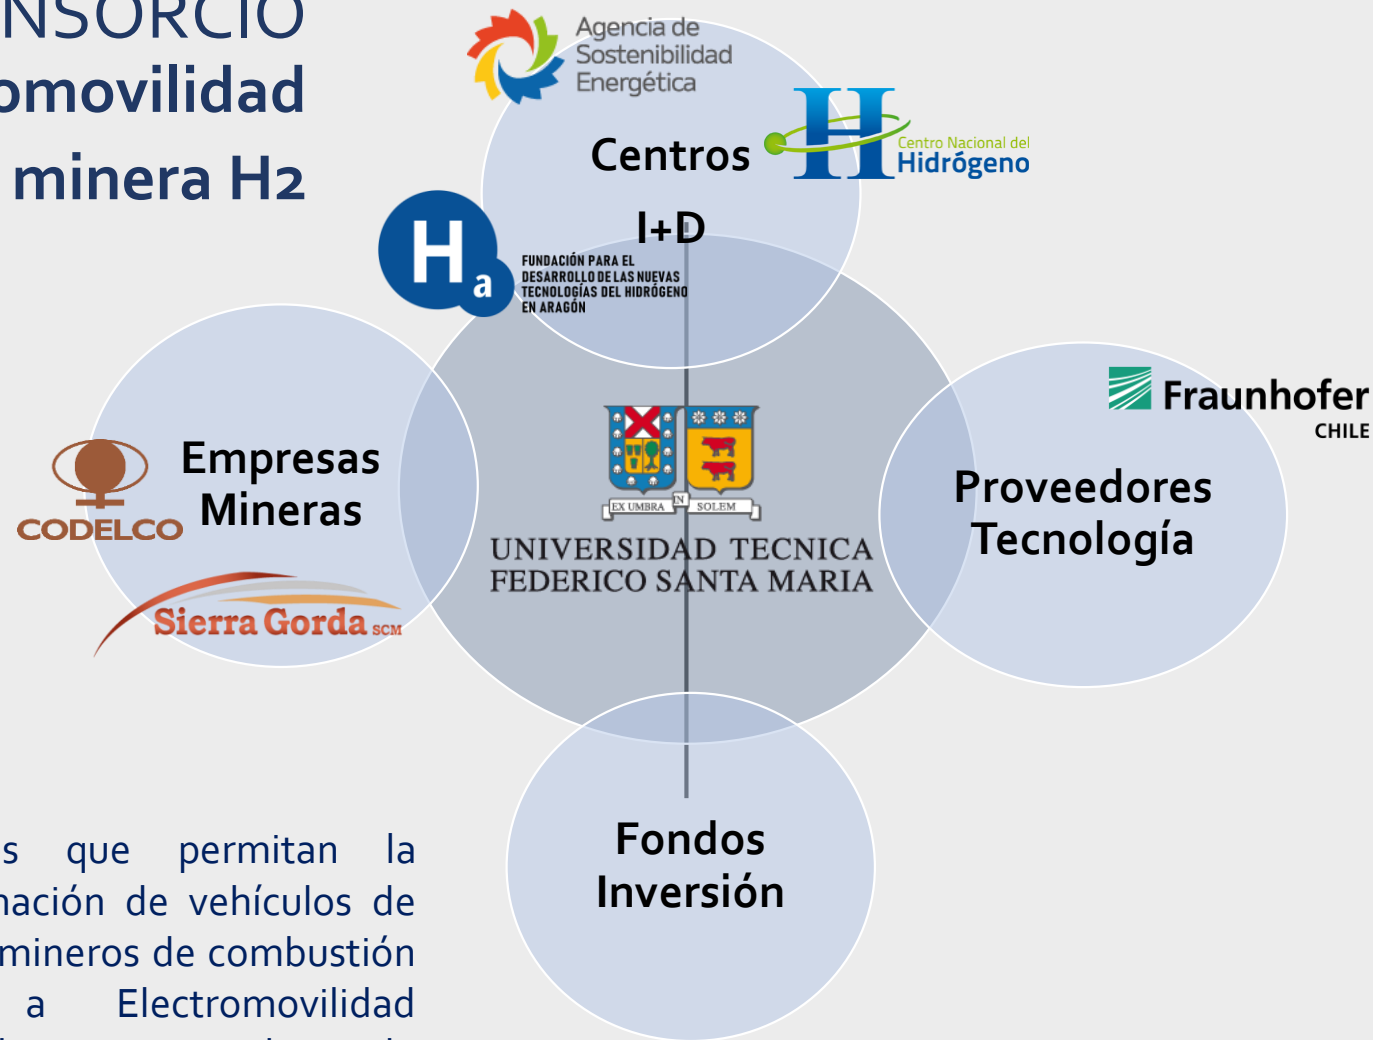 NSORCIO
omovilidad
minera H2
Agencia de
Sostenibilidad
Energética
Centros
I+D
Centro Nacional del
Hidrógeno
Ha
FUNDACIÓN PARA EL
DESARROLLO DE LAS NUEVAS
TECNOLOGÍAS DEL HIDRÓGENO
EN ARAGÓN
Fraunhofer
CHILE
Empresas
Mineras
CODELCO
Sierra Gorda SCM
EX UMBRA IN SOLEM
UNIVERSIDAD TECNICA
FEDERICO SANTA MARIA
Proveedores
Tecnología
Fondos
Inversión
s que permitan la
nación de vehículos de
mineros de combustión
a Electromovilidad